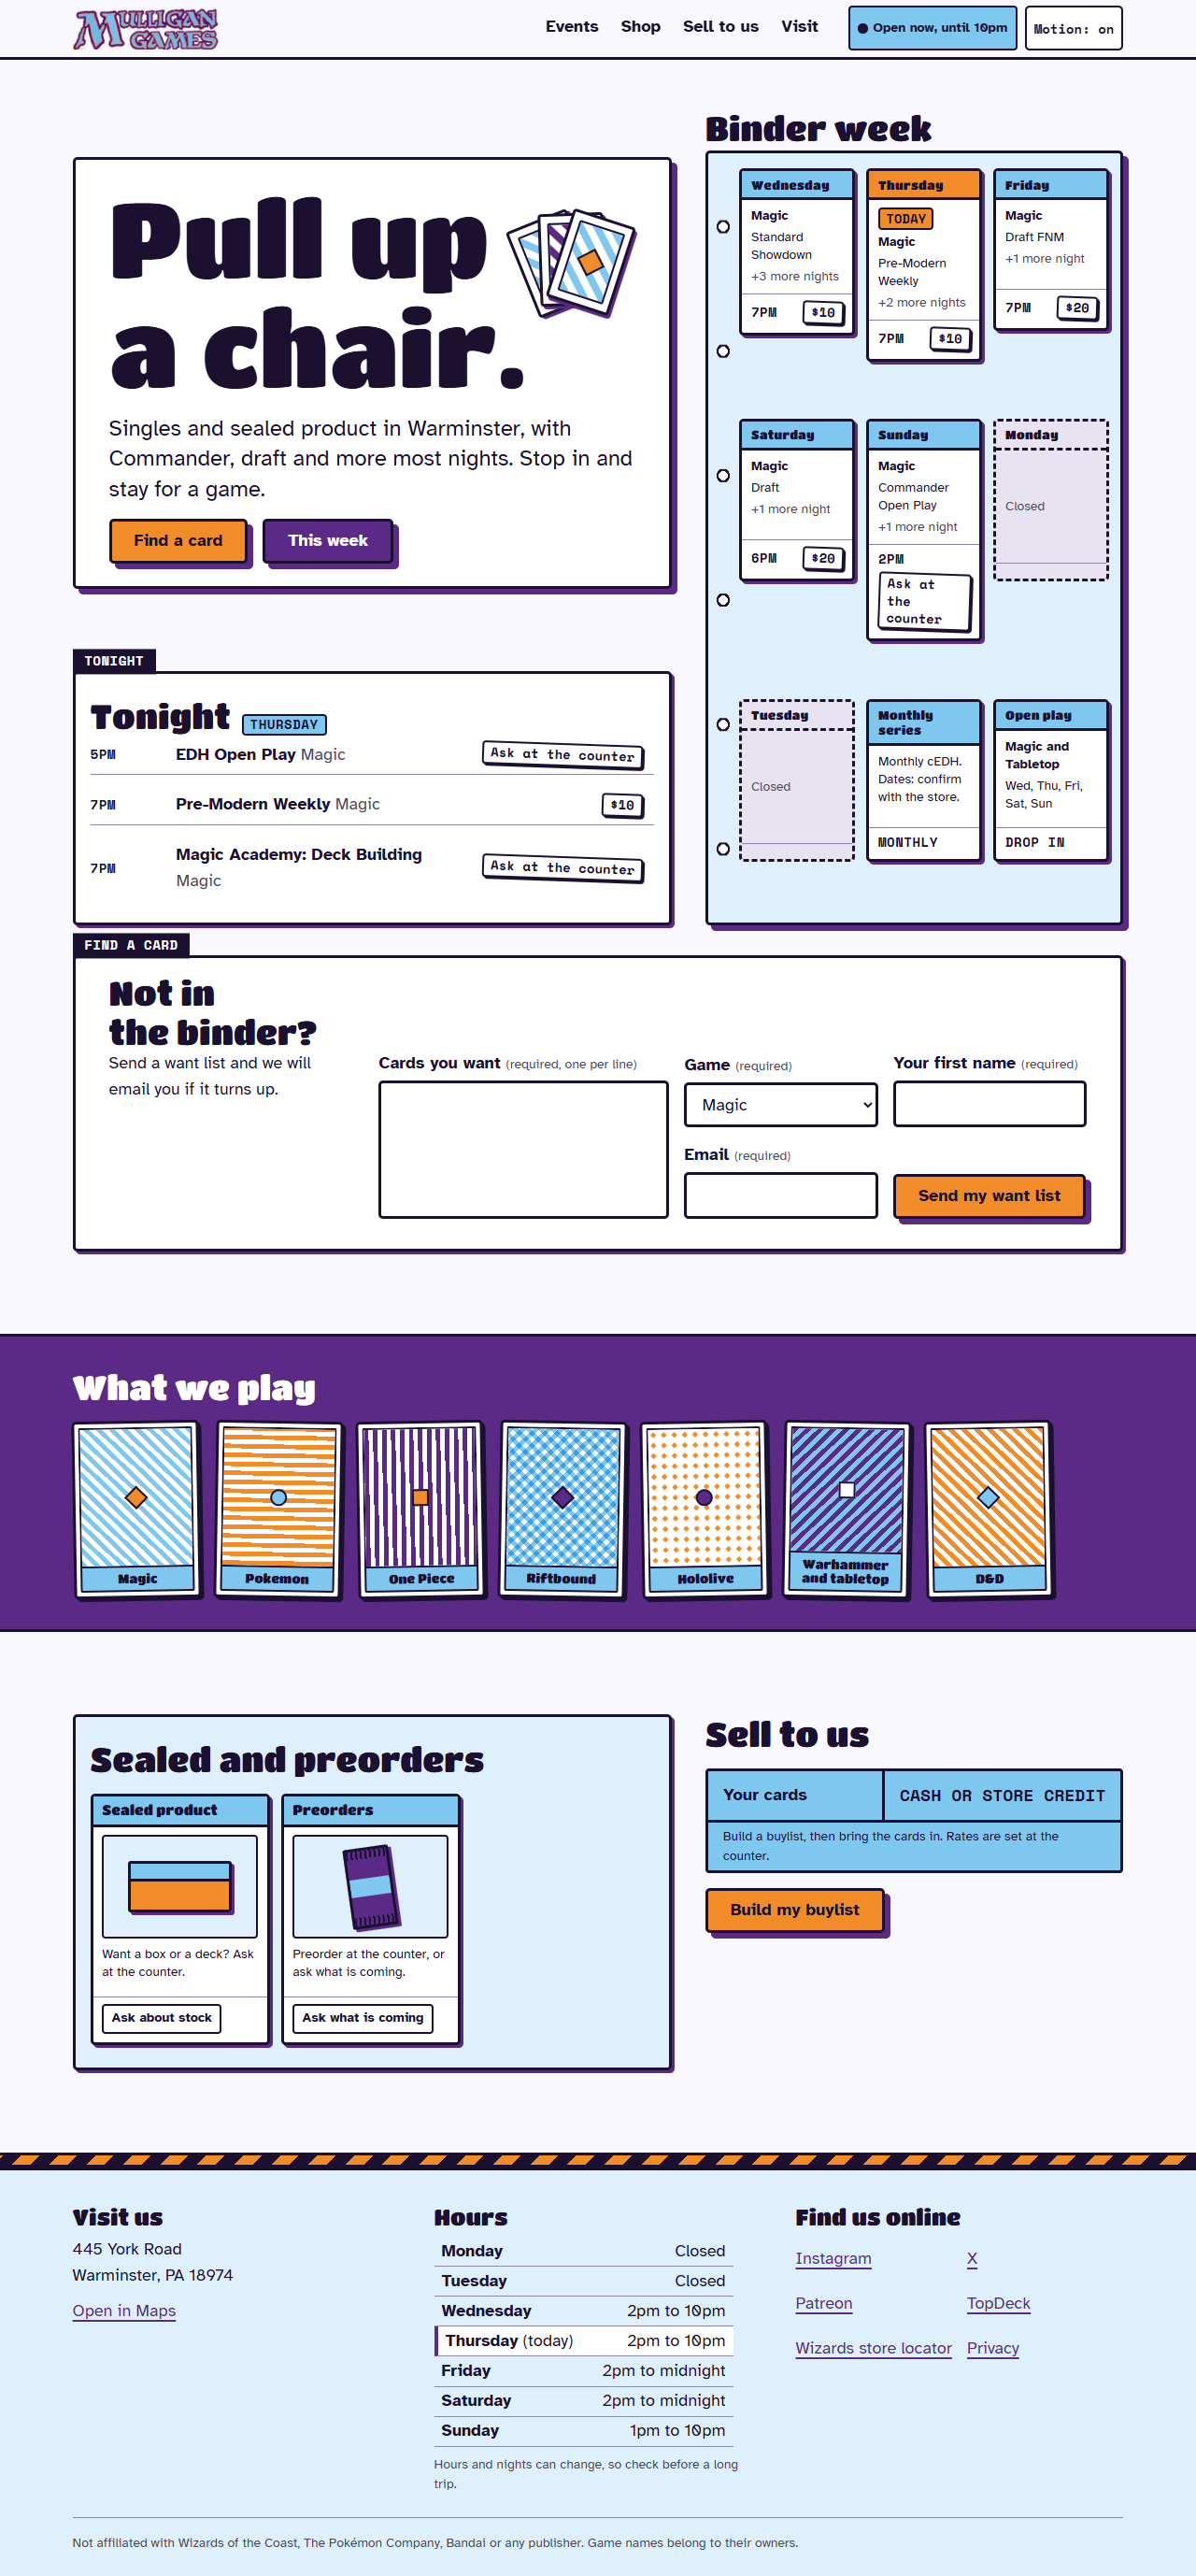 MULLIGAN GAMES
Events
Shop
Sell to us
Visit
Open now, until 10pm
Motion: on
Pull up
a chair.
Singles and sealed product in Warminster, with
Commander, draft and more most nights. Stop in and
stay for a game.
Find a card
This week
Binder week
Wednesday
Magic
Standard
Showdown
+3 more nights
7PM
$10
Thursday
TODAY
Magic
Pre-Modern
Weekly
+2 more nights
7PM
$10
Friday
Magic
Draft FNM
+1 more night
7PM
$20
Saturday
Magic
Draft
+1 more night
6PM
$20
Sunday
Magic
Commander
Open Play
+1 more night
2PM
Ask at
the
counter
Monday
Closed
Tuesday
Closed
Monthly
series
Monthly cEDH.
Dates: confirm
with the store.
MONTHLY
Open play
Magic and
Tabletop
Wed, Thu, Fri,
Sat, Sun
DROP IN
TONIGHT
Tonight THURSDAY
5PM EDH Open Play Magic Ask at the counter
7PM Pre-Modern Weekly Magic $10
7PM Magic Academy: Deck Building
Magic
Ask at the counter
FIND A CARD
Not in
the binder?
Send a want list and we will
email you if it turns up.
Cards you want (required, one per line)
Game (required)
Magic
Your first name (required)
Email (required)
Send my want list
What we play
Magic
Pokemon
One Piece
Riftbound
Hololive
Warhammer
and tabletop
D&D
Sealed and preorders
Sealed product
Want a box or a deck? Ask
at the counter.
Ask about stock
Preorders
Preorder at the counter, or
ask what is coming.
Ask what is coming
Sell to us
Your cards
CASH OR STORE CREDIT
Build a buylist, then bring the cards in. Rates are set at the
counter.
Build my buylist
Visit us
445 York Road
Warminster, PA 18974
Open in Maps
Hours
Monday Closed
Tuesday Closed
Wednesday 2pm to 10pm
Thursday (today) 2pm to 10pm
Friday 2pm to midnight
Saturday 2pm to midnight
Sunday 1pm to 10pm
Hours and nights can change, so check before a long
trip.
Find us online
Instagram
X
Patreon
TopDeck
Wizards store locator
Privacy
Not affiliated with Wizards of the Coast, The Pokémon Company, Bandai or any publisher. Game names belong to their owners.